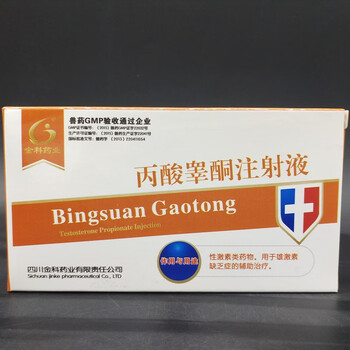 兽药GMP验收通过企业
金科药业
丙酸睾酮注射液
Bingsuan Gaotong
Testosterone Propionate Injection
作用与用途
性激素类药物。用于雄激素
缺乏症的辅助治疗。
四川金科药业有限责任公司
Sichuan jinke pharmaceutical Co., LTD